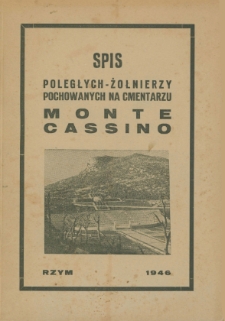 SPIS
POLEGŁYCH-ŻOŁNIERZY
POCHOWANYCH NA CMENTARZU
MONTE
CASSINO
RZYM 1946.